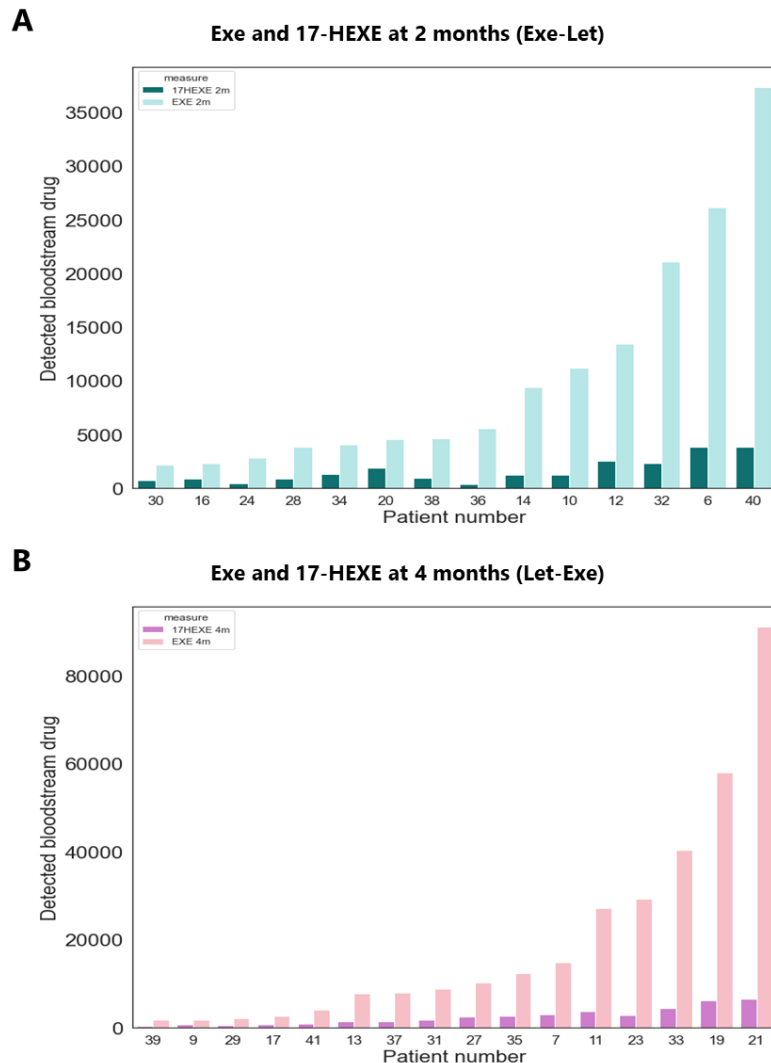 A
Exe and 17-HEXE at 2 months (Exe-Let)
measure
17HEXE 2m
EXE 2m
Detected bloodstream drug
35000
30000
25000
20000
15000
10000
5000
0
30 16 24 28 34 20 38 36 14 10 12 32 6 40
Patient number
B
Exe and 17-HEXE at 4 months (Let-Exe)
measure
17HEXE 4m
EXE 4m
Detected bloodstream drug
80000
60000
40000
20000
0
39 9 29 17 41 13 37 31 27 35 7 11 23 33 19 21
Patient number